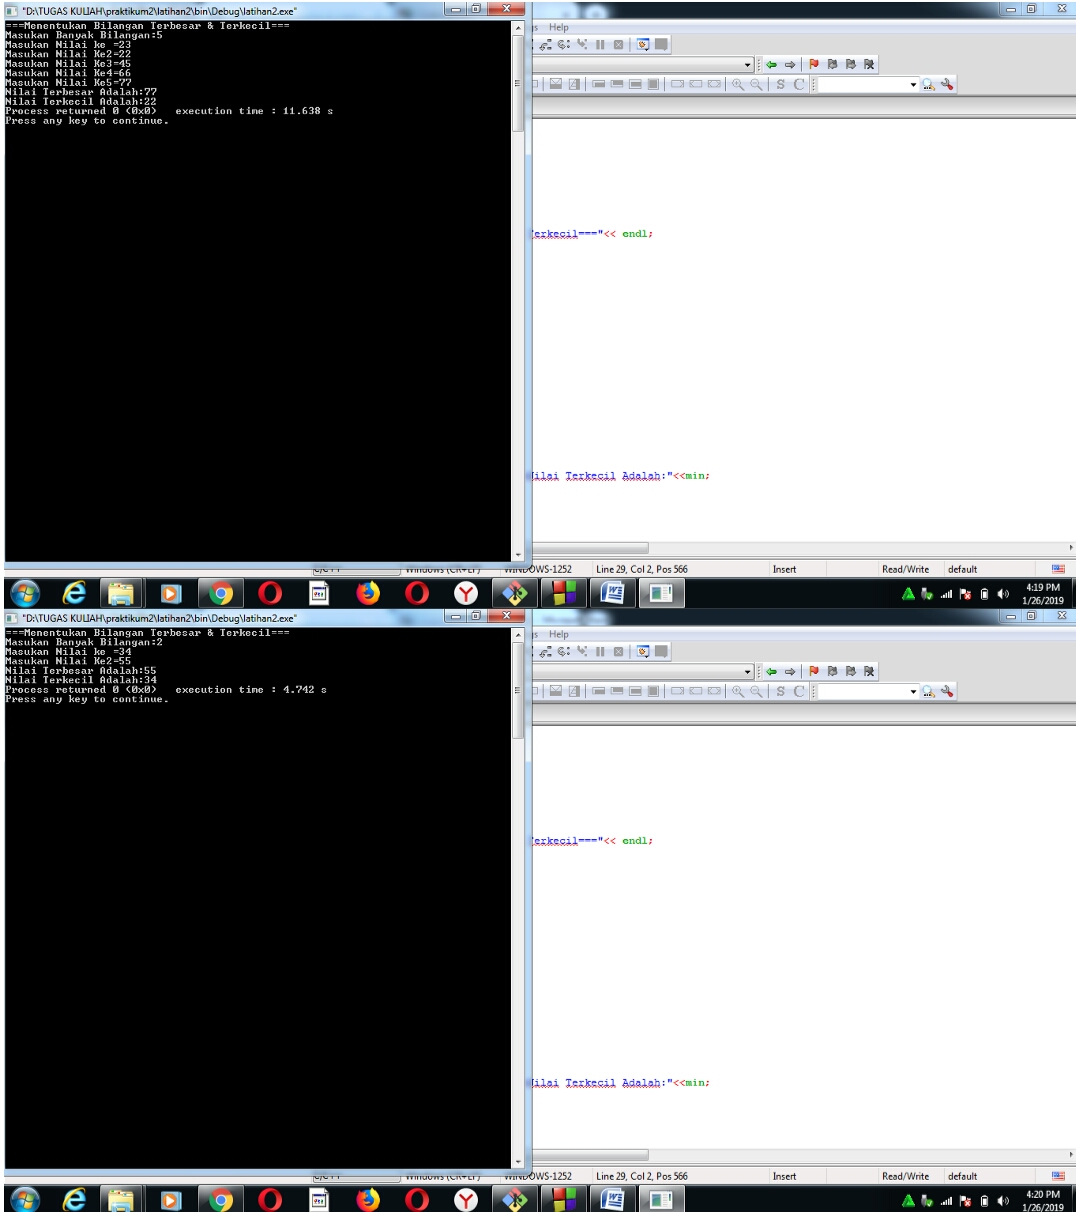 "D:\TUGAS KULIAH\praktikum2\latihan2\bin\Debug\latihan2.exe"
===Menentukan Bilangan Terbesar & Terkecil===
Masukan Banyak Bilangan:5
Masukan Nilai ke =23
Masukan Nilai Ke2=22
Masukan Nilai Ke3=45
Masukan Nilai Ke4=66
Masukan Nilai Ke5=77
Nilai Terbesar Adalah:77
Nilai Terkecil Adalah:22
Process returned 0 (0x0)   execution time : 11.638 s
Press any key to continue.
Help
S C
erkecil==="<< endl;
ilai Terkecil Adalah:"<<min;
C/C++ Windows (CR+LF) WINDOWS-1252 Line 29, Col 2, Pos 566 Insert Read/Write default
4:19 PM
1/26/2019
"D:\TUGAS KULIAH\praktikum2\latihan2\bin\Debug\latihan2.exe"
===Menentukan Bilangan Terbesar & Terkecil===
Masukan Banyak Bilangan:2
Masukan Nilai ke =34
Masukan Nilai Ke2=55
Nilai Terbesar Adalah:55
Nilai Terkecil Adalah:34
Process returned 0 (0x0)   execution time : 4.742 s
Press any key to continue.
Help
S C
erkecil==="<< endl;
ilai Terkecil Adalah:"<<min;
C/C++ Windows (CR+LF) WINDOWS-1252 Line 29, Col 2, Pos 566 Insert Read/Write default
4:20 PM
1/26/2019